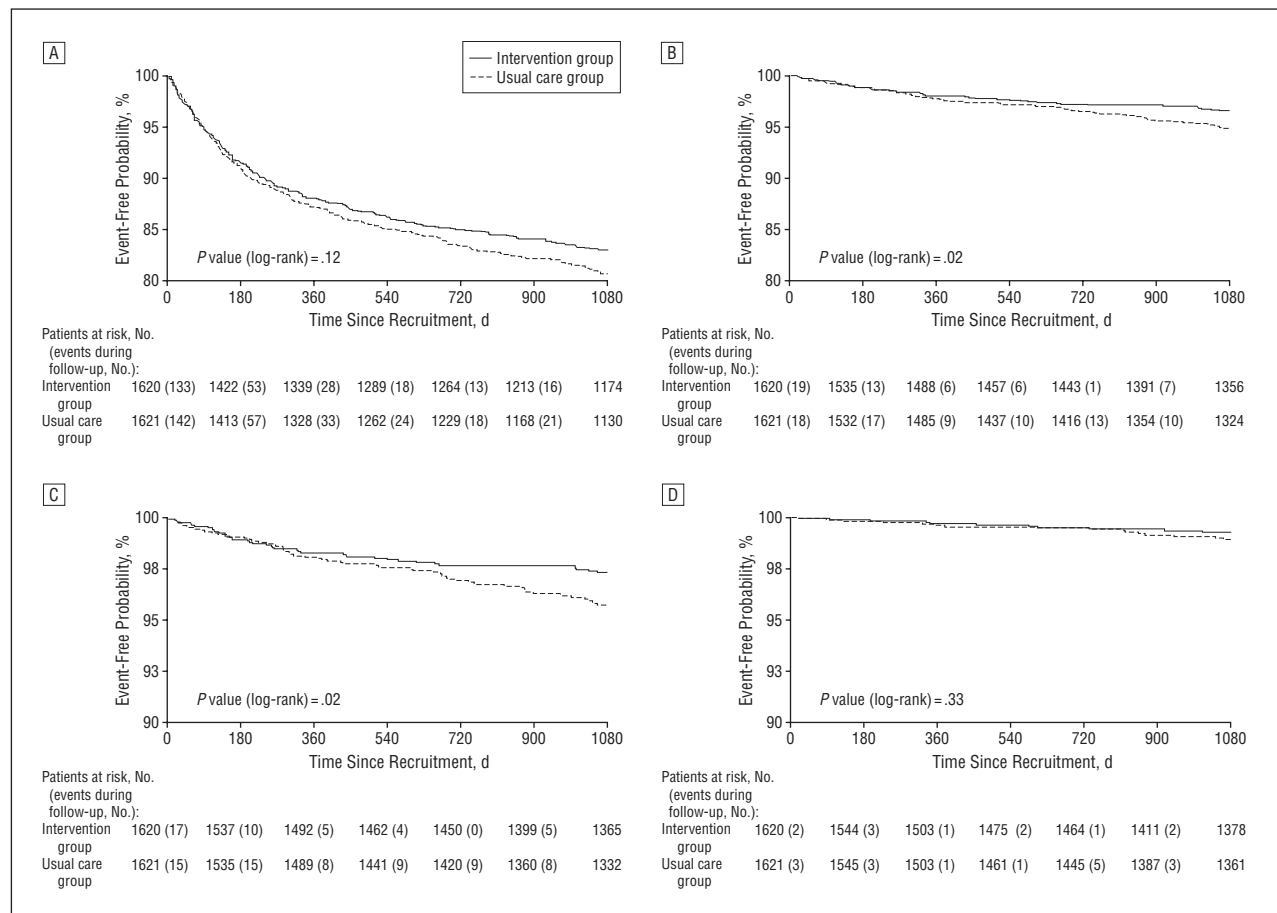 A
Intervention group
Usual care group
100
95
90
85
80
Event-Free Probability, %
P value (log-rank) = .12
0 180 360 540 720 900 1080
Time Since Recruitment, d
Patients at risk, No.
(events during
follow-up, No.):
Intervention
group
1620 (133) 1422 (53) 1339 (28) 1289 (18) 1264 (13) 1213 (16) 1174
Usual care
group
1621 (142) 1413 (57) 1328 (33) 1262 (24) 1229 (18) 1168 (21) 1130
B
100
95
90
85
80
Event-Free Probability, %
P value (log-rank) = .02
0 180 360 540 720 900 1080
Time Since Recruitment, d
Patients at risk, No.
(events during
follow-up, No.):
Intervention
group
1620 (19) 1535 (13) 1488 (6) 1457 (6) 1443 (1) 1391 (7) 1356
Usual care
group
1621 (18) 1532 (17) 1485 (9) 1437 (10) 1416 (13) 1354 (10) 1324
C
100
98
95
93
90
Event-Free Probability, %
P value (log-rank) = .02
0 180 360 540 720 900 1080
Time Since Recruitment, d
Patients at risk, No.
(events during
follow-up, No.):
Intervention
group
1620 (17) 1537 (10) 1492 (5) 1462 (4) 1450 (0) 1399 (5) 1365
Usual care
group
1621 (15) 1535 (15) 1489 (8) 1441 (9) 1420 (9) 1360 (8) 1332
D
100
98
95
93
90
Event-Free Probability, %
P value (log-rank) = .33
0 180 360 540 720 900 1080
Time Since Recruitment, d
Patients at risk, No.
(events during
follow-up, No.):
Intervention
group
1620 (2) 1544 (3) 1503 (1) 1475 (2) 1464 (1) 1411 (2) 1378
Usual care
group
1621 (3) 1545 (3) 1503 (1) 1461 (1) 1445 (5) 1387 (3) 1361